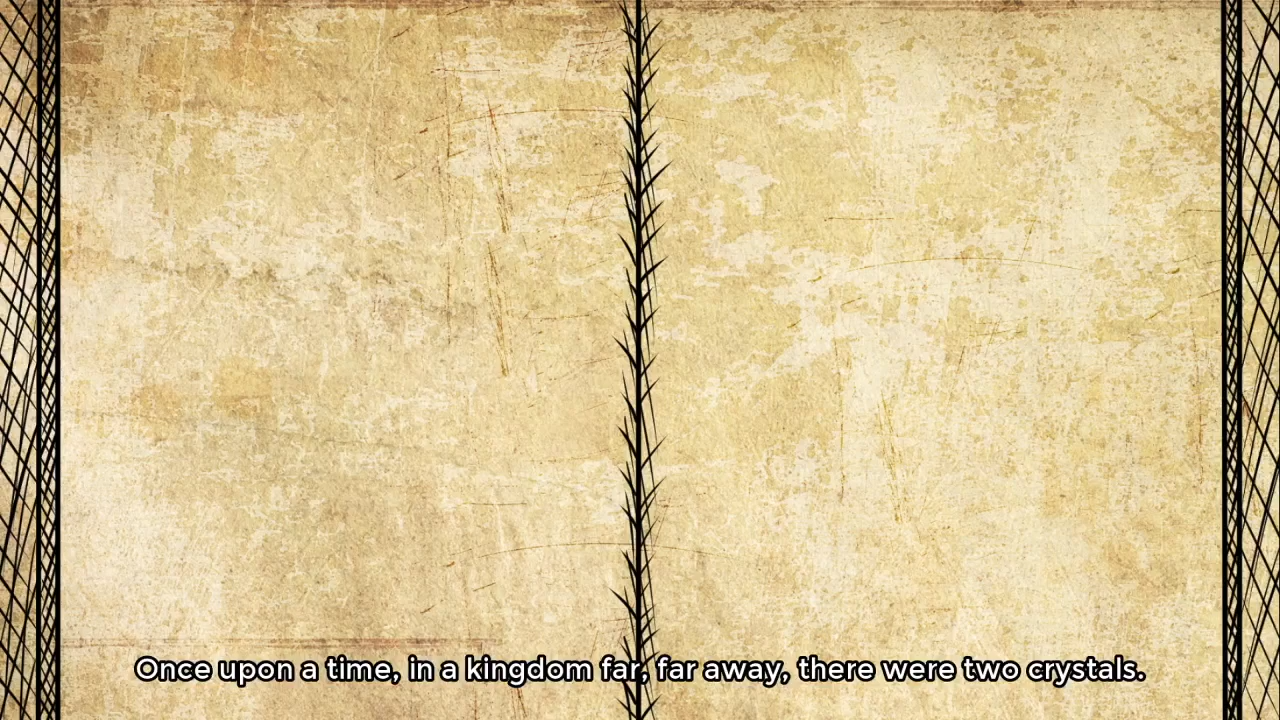 Once upon a time, in a kingdom far, far away, there were two crystals.